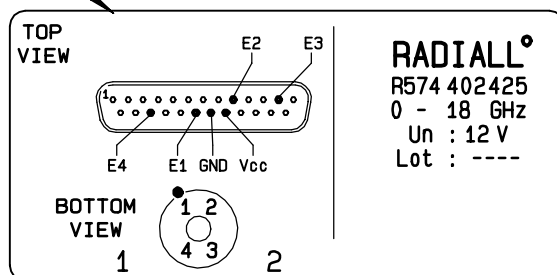 TOP
VIEW
E2 E3
1
E4 E1 GND Vcc
BOTTOM
VIEW
1 2
4 3
1 2
RADIALL°
R574 402425
0 - 18 GHz
Un : 12 V
Lot : ----